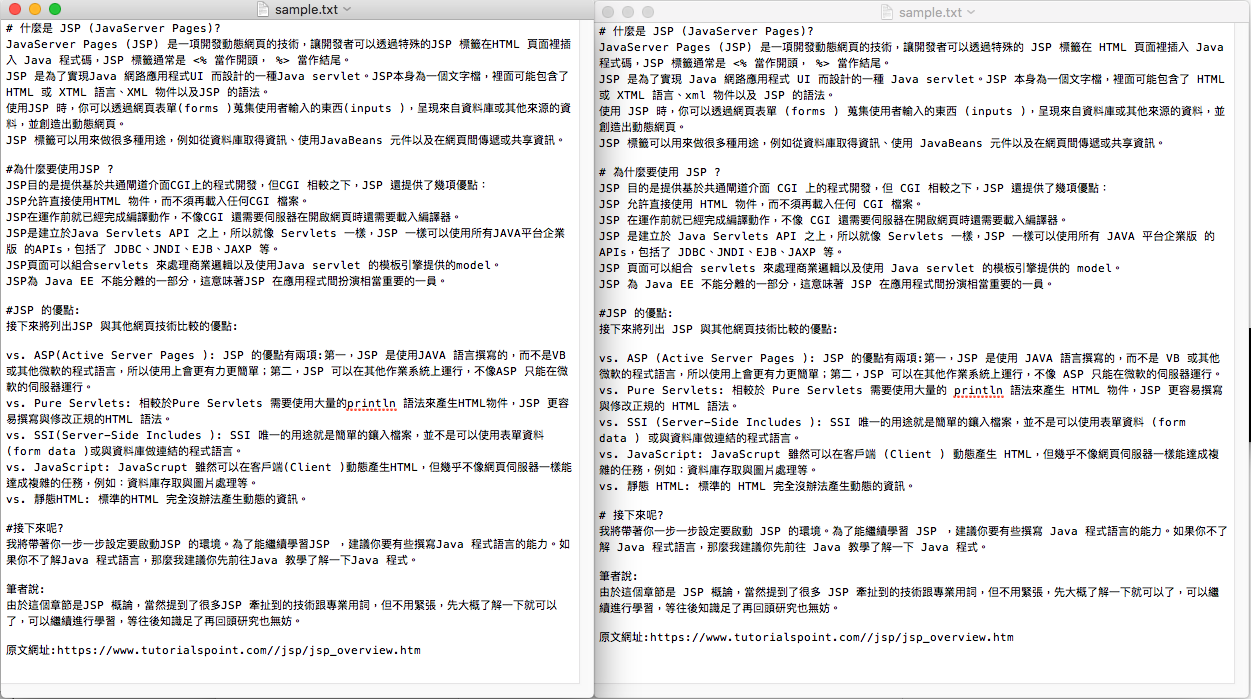 sample.txt
# 什麼是 JSP (JavaServer Pages)?
JavaServer Pages (JSP) 是一項開發動態網頁的技術，讓開發者可以透過特殊的JSP 標籤在HTML 頁面裡插
入 Java 程式碼，JSP 標籤通常是 <% 當作開頭， %> 當作結尾。
JSP 是為了實現Java 網路應用程式UI 而設計的一種Java servlet。JSP本身為一個文字檔，裡面可能包含了
HTML 或 XTML 語言、XML 物件以及JSP 的語法。
使用JSP 時，你可以透過網頁表單(forms )蒐集使用者輸入的東西(inputs )，呈現來自資料庫或其他來源的資
料，並創造出動態網頁。
JSP 標籤可以用來做很多種用途，例如從資料庫取得資訊、使用JavaBeans 元件以及在網頁間傳遞或共享資訊。
#為什麼要使用JSP ?
JSP目的是提供基於共通閘道介面CGI上的程式開發，但CGI 相較之下，JSP 還提供了幾項優點：
JSP允許直接使用HTML 物件，而不須再載入任何CGI 檔案。
JSP在運作前就已經完成編譯動作，不像CGI 還需要伺服器在開啟網頁時還需要載入編譯器。
JSP是建立於Java Servlets API 之上，所以就像 Servlets 一樣，JSP 一樣可以使用所有JAVA平台企業
版 的APIs，包括了 JDBC、JNDI、EJB、JAXP 等。
JSP頁面可以組合servlets 來處理商業邏輯以及使用Java servlet 的模板引擎提供的model。
JSP為 Java EE 不能分離的一部分，這意味著JSP 在應用程式間扮演相當重要的一員。
#JSP 的優點:
接下來將列出JSP 與其他網頁技術比較的優點:
vs. ASP(Active Server Pages ): JSP 的優點有兩項:第一，JSP 是使用JAVA 語言撰寫的，而不是VB
或其他微軟的程式語言，所以使用上會更有力更簡單；第二，JSP 可以在其他作業系統上運行，不像ASP 只能在微
軟的伺服器運行。
vs. Pure Servlets: 相較於Pure Servlets 需要使用大量的println 語法來產生HTML物件，JSP 更容
易撰寫與修改正規的HTML 語法。
vs. SSI(Server-Side Includes ): SSI 唯一的用途就是簡單的鑲入檔案，並不是可以使用表單資料
(form data )或與資料庫做連結的程式語言。
vs. JavaScript: JavaScrupt 雖然可以在客戶端(Client )動態產生HTML，但幾乎不像網頁伺服器一樣能
達成複雜的任務，例如：資料庫存取與圖片處理等。
vs. 靜態HTML: 標準的HTML 完全沒辦法產生動態的資訊。
#接下來呢?
我將帶著你一步一步設定要啟動JSP 的環境。為了能繼續學習JSP ，建議你要有些撰寫Java 程式語言的能力。如
果你不了解Java 程式語言，那麼我建議你先前往Java 教學了解一下Java 程式。
筆者說:
由於這個章節是JSP 概論，當然提到了很多JSP 牽扯到的技術跟專業用詞，但不用緊張，先大概了解一下就可以
了，可以繼續進行學習，等往後知識足了再回頭研究也無妨。
原文網址:https://www.tutorialspoint.com//jsp/jsp_overview.htm
sample.txt
# 什麼是 JSP (JavaServer Pages)?
JavaServer Pages (JSP) 是一項開發動態網頁的技術，讓開發者可以透過特殊的 JSP 標籤在 HTML 頁面裡插入 Java
程式碼，JSP 標籤通常是 <% 當作開頭， %> 當作結尾。
JSP 是為了實現 Java 網路應用程式 UI 而設計的一種 Java servlet。JSP 本身為一個文字檔，裡面可能包含了 HTML
或 XTML 語言、xml 物件以及 JSP 的語法。
使用 JSP 時，你可以透過網頁表單 (forms ) 蒐集使用者輸入的東西 (inputs )，呈現來自資料庫或其他來源的資料，並
創造出動態網頁。
JSP 標籤可以用來做很多種用途，例如從資料庫取得資訊、使用 JavaBeans 元件以及在網頁間傳遞或共享資訊。
# 為什麼要使用 JSP ?
JSP 目的是提供基於共通閘道介面 CGI 上的程式開發，但 CGI 相較之下，JSP 還提供了幾項優點：
JSP 允許直接使用 HTML 物件，而不須再載入任何 CGI 檔案。
JSP 在運作前就已經完成編譯動作，不像 CGI 還需要伺服器在開啟網頁時還需要載入編譯器。
JSP 是建立於 Java Servlets API 之上，所以就像 Servlets 一樣，JSP 一樣可以使用所有 JAVA 平台企業版 的
APIs，包括了 JDBC、JNDI、EJB、JAXP 等。
JSP 頁面可以組合 servlets 來處理商業邏輯以及使用 Java servlet 的模板引擎提供的 model。
JSP 為 Java EE 不能分離的一部分，這意味著 JSP 在應用程式間扮演相當重要的一員。
#JSP 的優點:
接下來將列出 JSP 與其他網頁技術比較的優點:
vs. ASP (Active Server Pages ): JSP 的優點有兩項:第一，JSP 是使用 JAVA 語言撰寫的，而不是 VB 或其他
微軟的程式語言，所以使用上會更有力更簡單；第二，JSP 可以在其他作業系統上運行，不像 ASP 只能在微軟的伺服器運行。
vs. Pure Servlets: 相較於 Pure Servlets 需要使用大量的 println 語法來產生 HTML 物件，JSP 更容易撰寫
與修改正規的 HTML 語法。
vs. SSI (Server-Side Includes ): SSI 唯一的用途就是簡單的鑲入檔案，並不是可以使用表單資料 (form
data ) 或與資料庫做連結的程式語言。
vs. JavaScript: JavaScrupt 雖然可以在客戶端 (Client ) 動態產生 HTML，但幾乎不像網頁伺服器一樣能達成複
雜的任務，例如：資料庫存取與圖片處理等。
vs. 靜態 HTML: 標準的 HTML 完全沒辦法產生動態的資訊。
# 接下來呢?
我將帶著你一步一步設定要啟動 JSP 的環境。為了能繼續學習 JSP ，建議你要有些撰寫 Java 程式語言的能力。如果你不了
解 Java 程式語言，那麼我建議你先前往 Java 教學了解一下 Java 程式。
筆者說:
由於這個章節是 JSP 概論，當然提到了很多 JSP 牽扯到的技術跟專業用詞，但不用緊張，先大概了解一下就可以了，可以繼
續進行學習，等往後知識足了再回頭研究也無妨。
原文網址:https://www.tutorialspoint.com//jsp/jsp_overview.htm